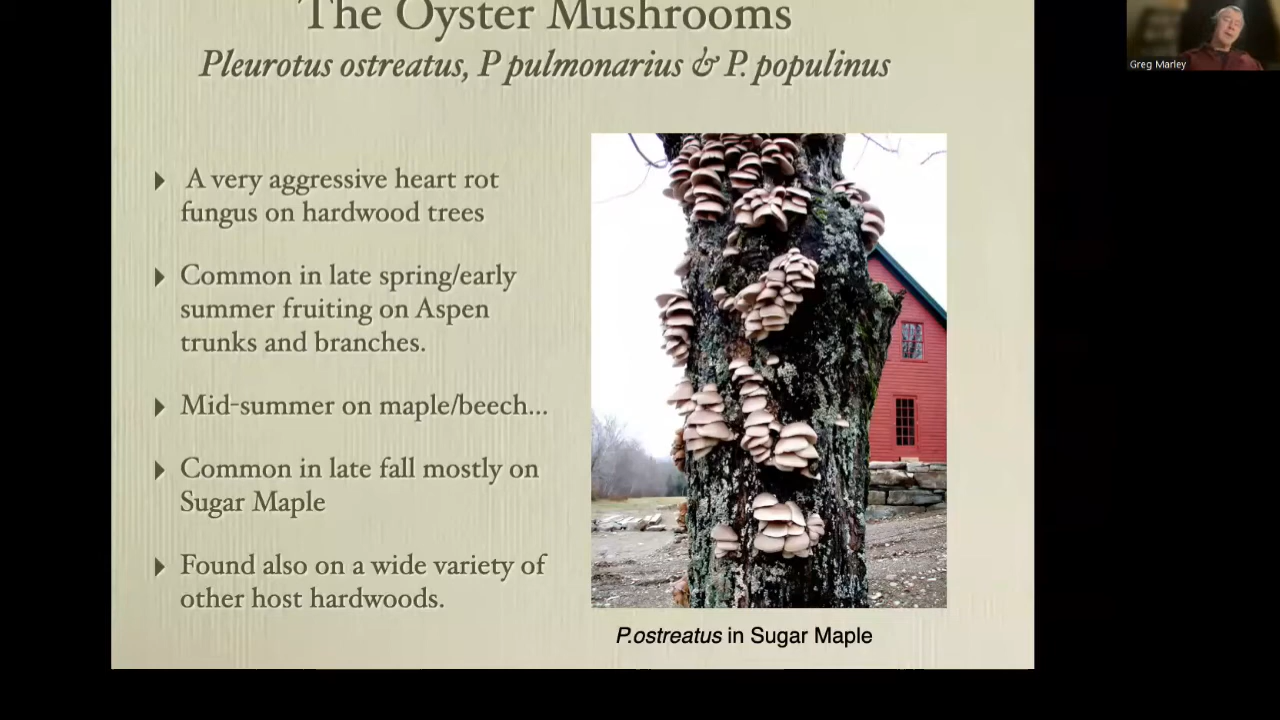 The Oyster Mushrooms
Pleurotus ostreatus, P pulmonarius & P. populinus
Greg Marley
A very aggressive heart rot
fungus on hardwood trees
Common in late spring/early
summer fruiting on Aspen
trunks and branches.
Mid-summer on maple/beech...
Common in late fall mostly on
Sugar Maple
Found also on a wide variety of
other host hardwoods.
P.ostreatus in Sugar Maple